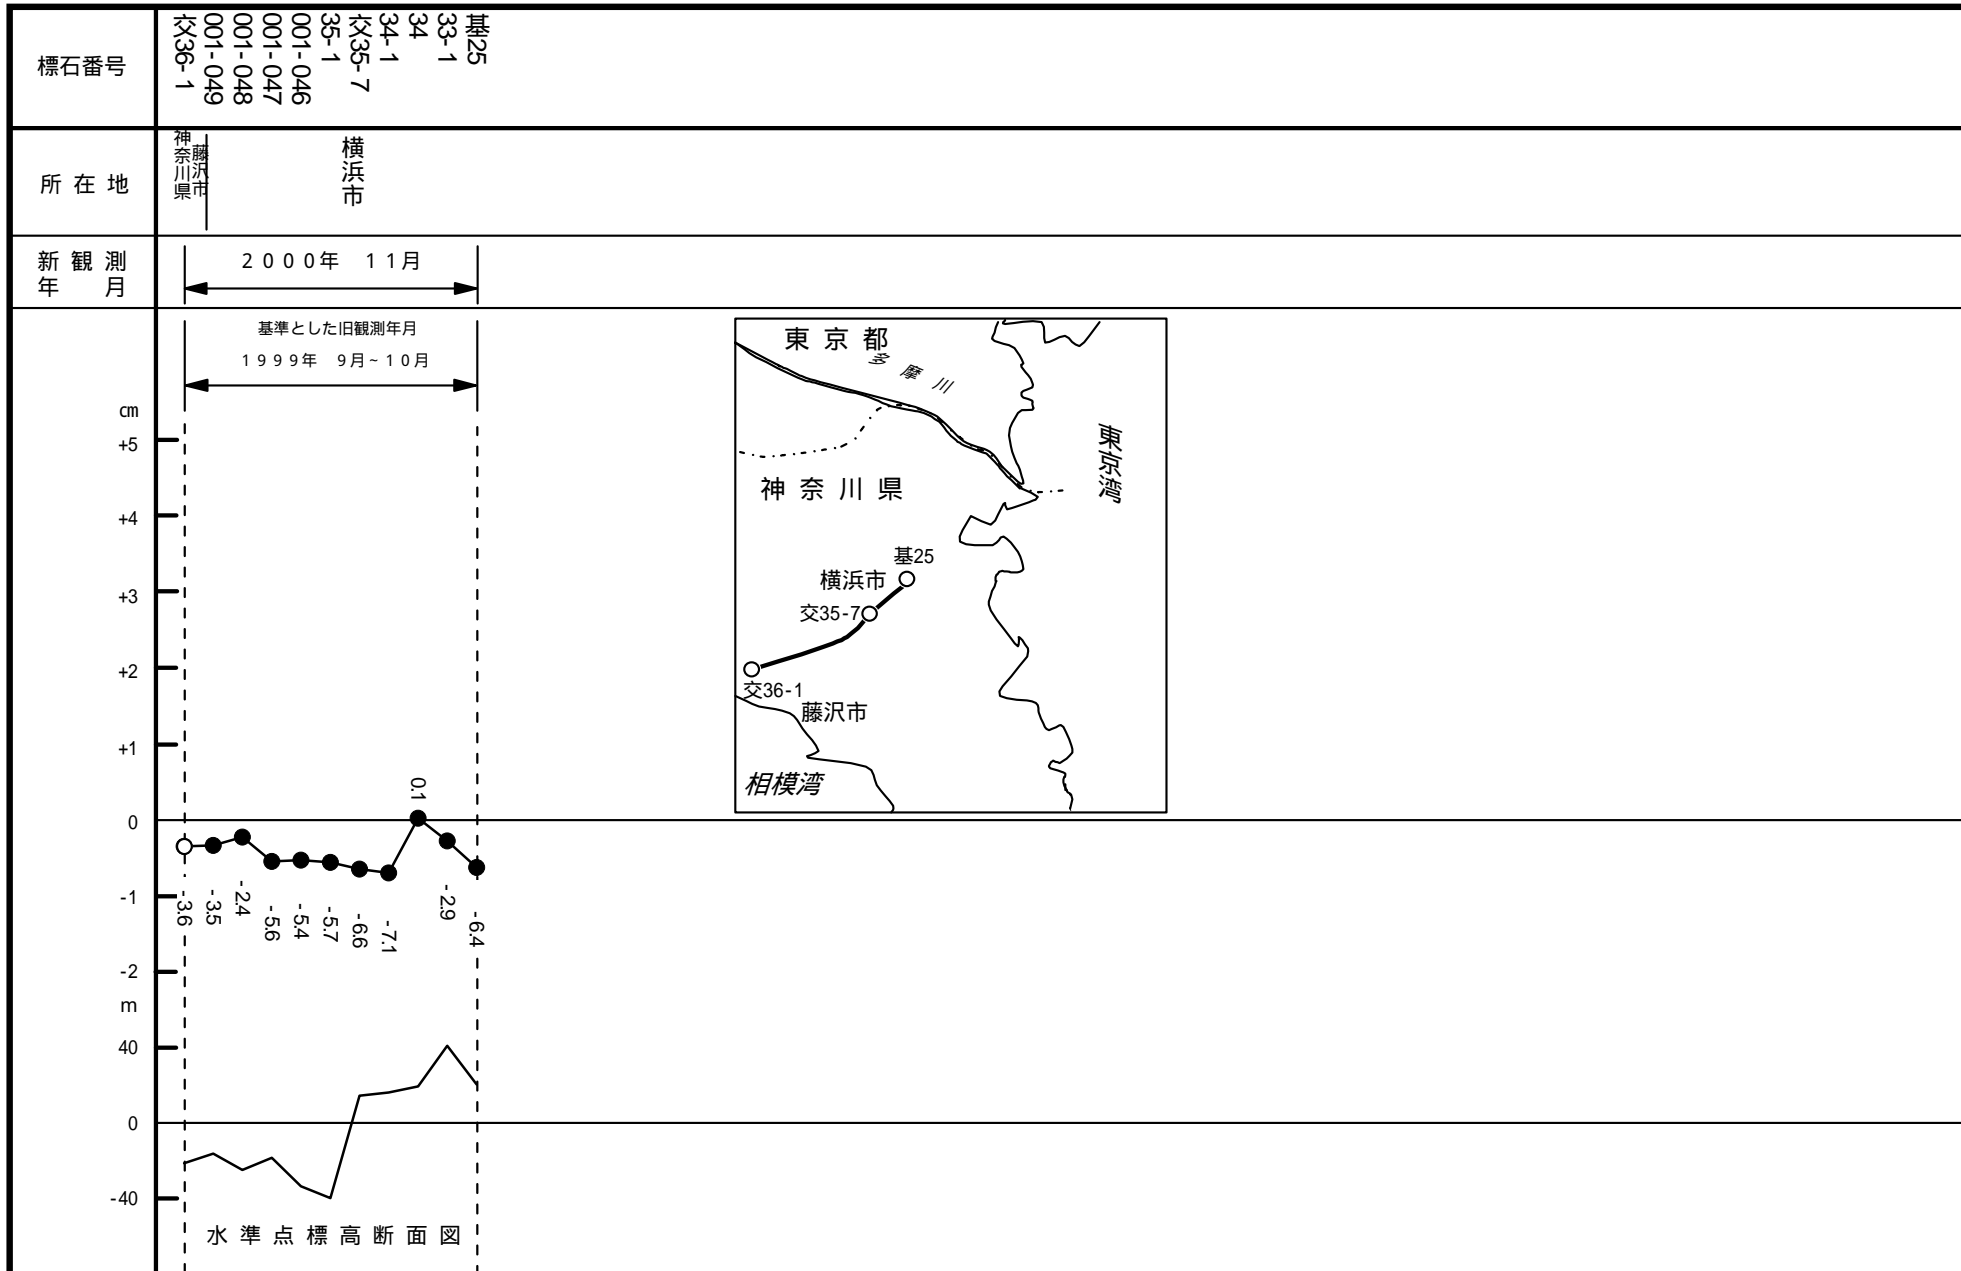 標石番号
交36-1
001-049
001-048
001-047
001-046
35-1
交35-7
34-1
34
33-1
基25
所在地
神奈川県
藤沢市
横浜市
新観測
年 月
2000年 11月
基準とした旧観測年月
1999年 9月~10月
cm
+5
+4
+3
+2
+1
0
-1
-2
m
40
0
-40
-3.6
-3.5
-2.4
-5.6
-5.4
-5.7
-6.6
-7.1
0.1
-2.9
-6.4
水準点標高断面図
東京都
多摩川
東京湾
神奈川県
基25
横浜市
交35-7
交36-1
藤沢市
相模湾